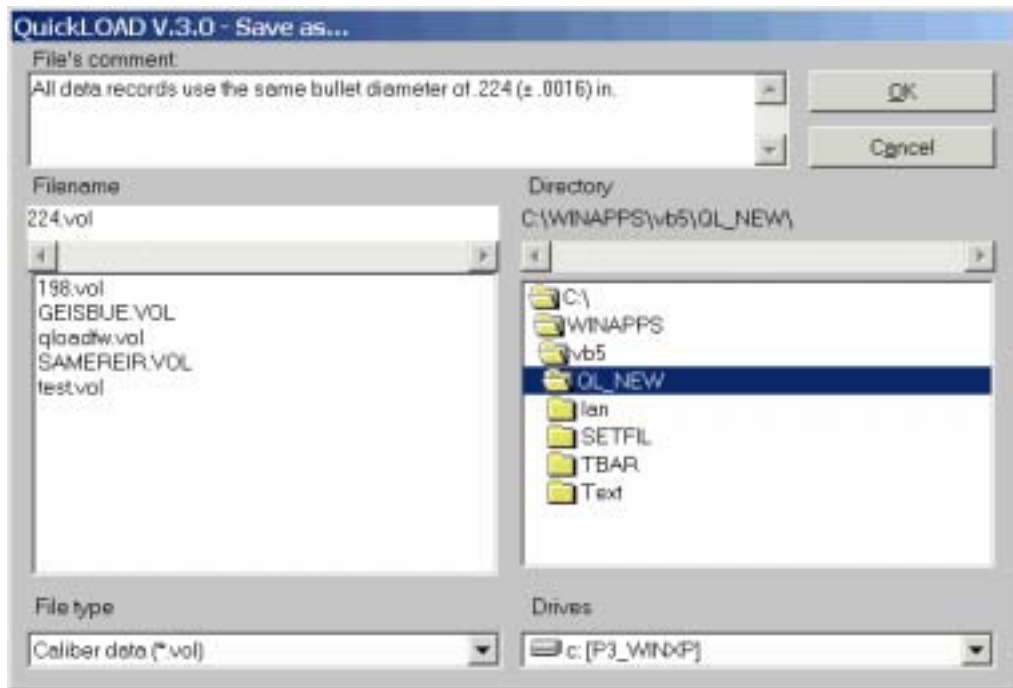 QuickLOAD V.3.0 - Save as...
File's comment
All data records use the same bullet diameter of .224 (± .0016) in.
OK
Cancel
Filename
Directory
224.vol
C:\WINAPPS\vb5\QL_NEW\
198.vol
GEISBUE.VOL
qloadfw.vol
SAMEREIR.VOL
test.vol
C:\
WINAPPS
vb5
QL_NEW
lan
SETFIL
TBAR
Text
File type
Drives
Caliber data (*.vol)
c: [P3_WINXP]